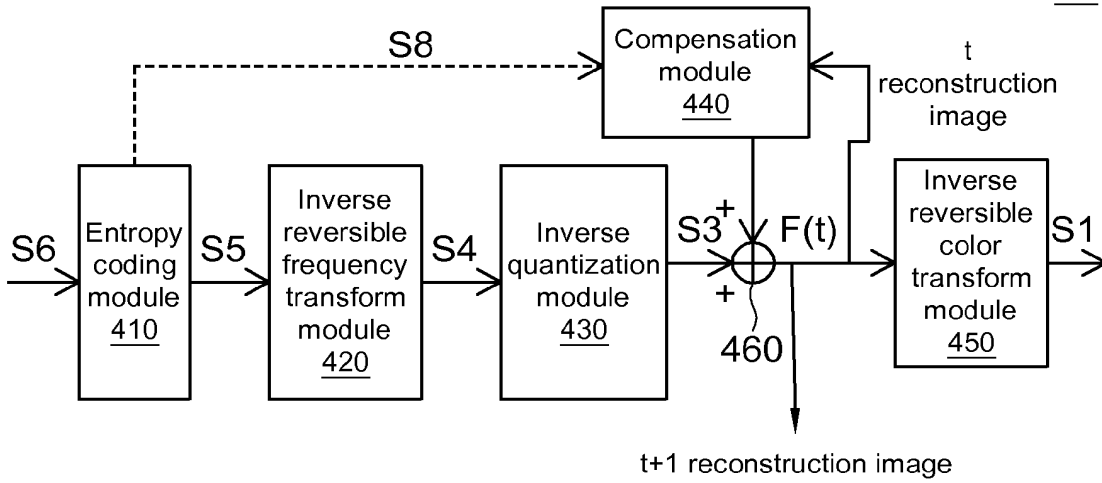 S8
Compensation
module
440
t
reconstruction
image
S6
Entropy
coding
module
410
S5
Inverse
reversible
frequency
transform
module
420
S4
Inverse
quantization
module
430
S3
+
+
460
F(t)
Inverse
reversible
color
transform
module
450
S1
t+1 reconstruction image